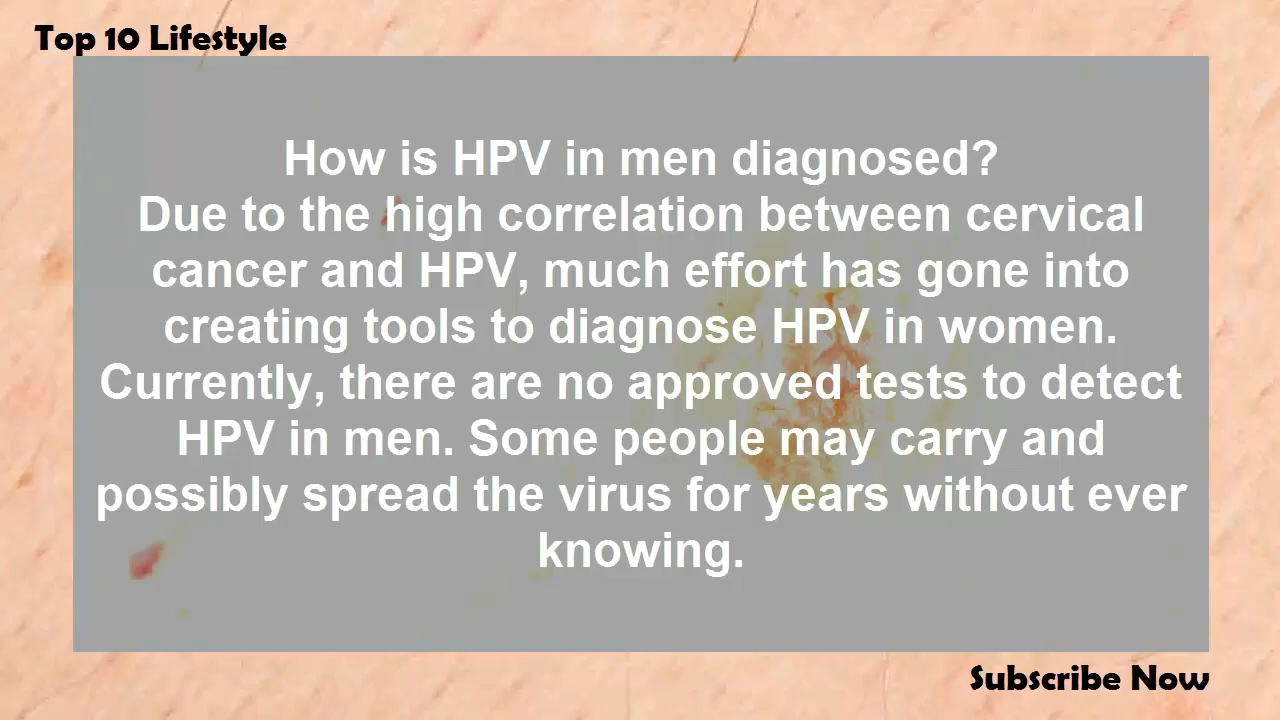 Top 10 Lifestyle
How is HPV in men diagnosed?
Due to the high correlation between cervical
cancer and HPV, much effort has gone into
creating tools to diagnose HPV in women.
Currently, there are no approved tests to detect
HPV in men. Some people may carry and
possibly spread the virus for years without ever
knowing.
Subscribe Now